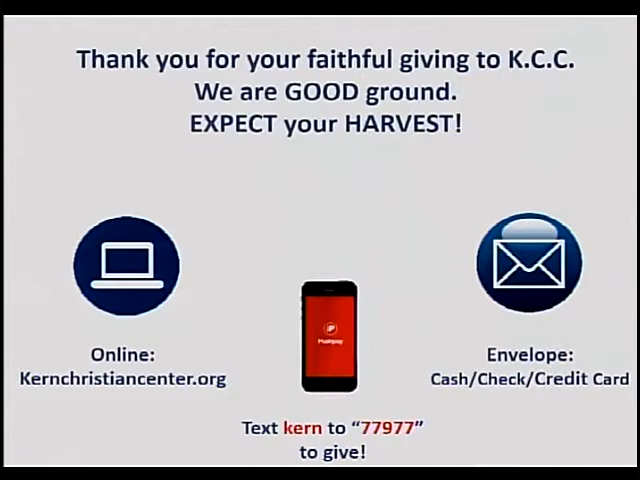 Thank you for your faithful giving to K.C.C.
We are GOOD ground.
EXPECT your HARVEST!
Online:
Kernchristiancenter.org
Pushpay
Envelope:
Cash/Check/Credit Card
Text kern to “77977”
to give!